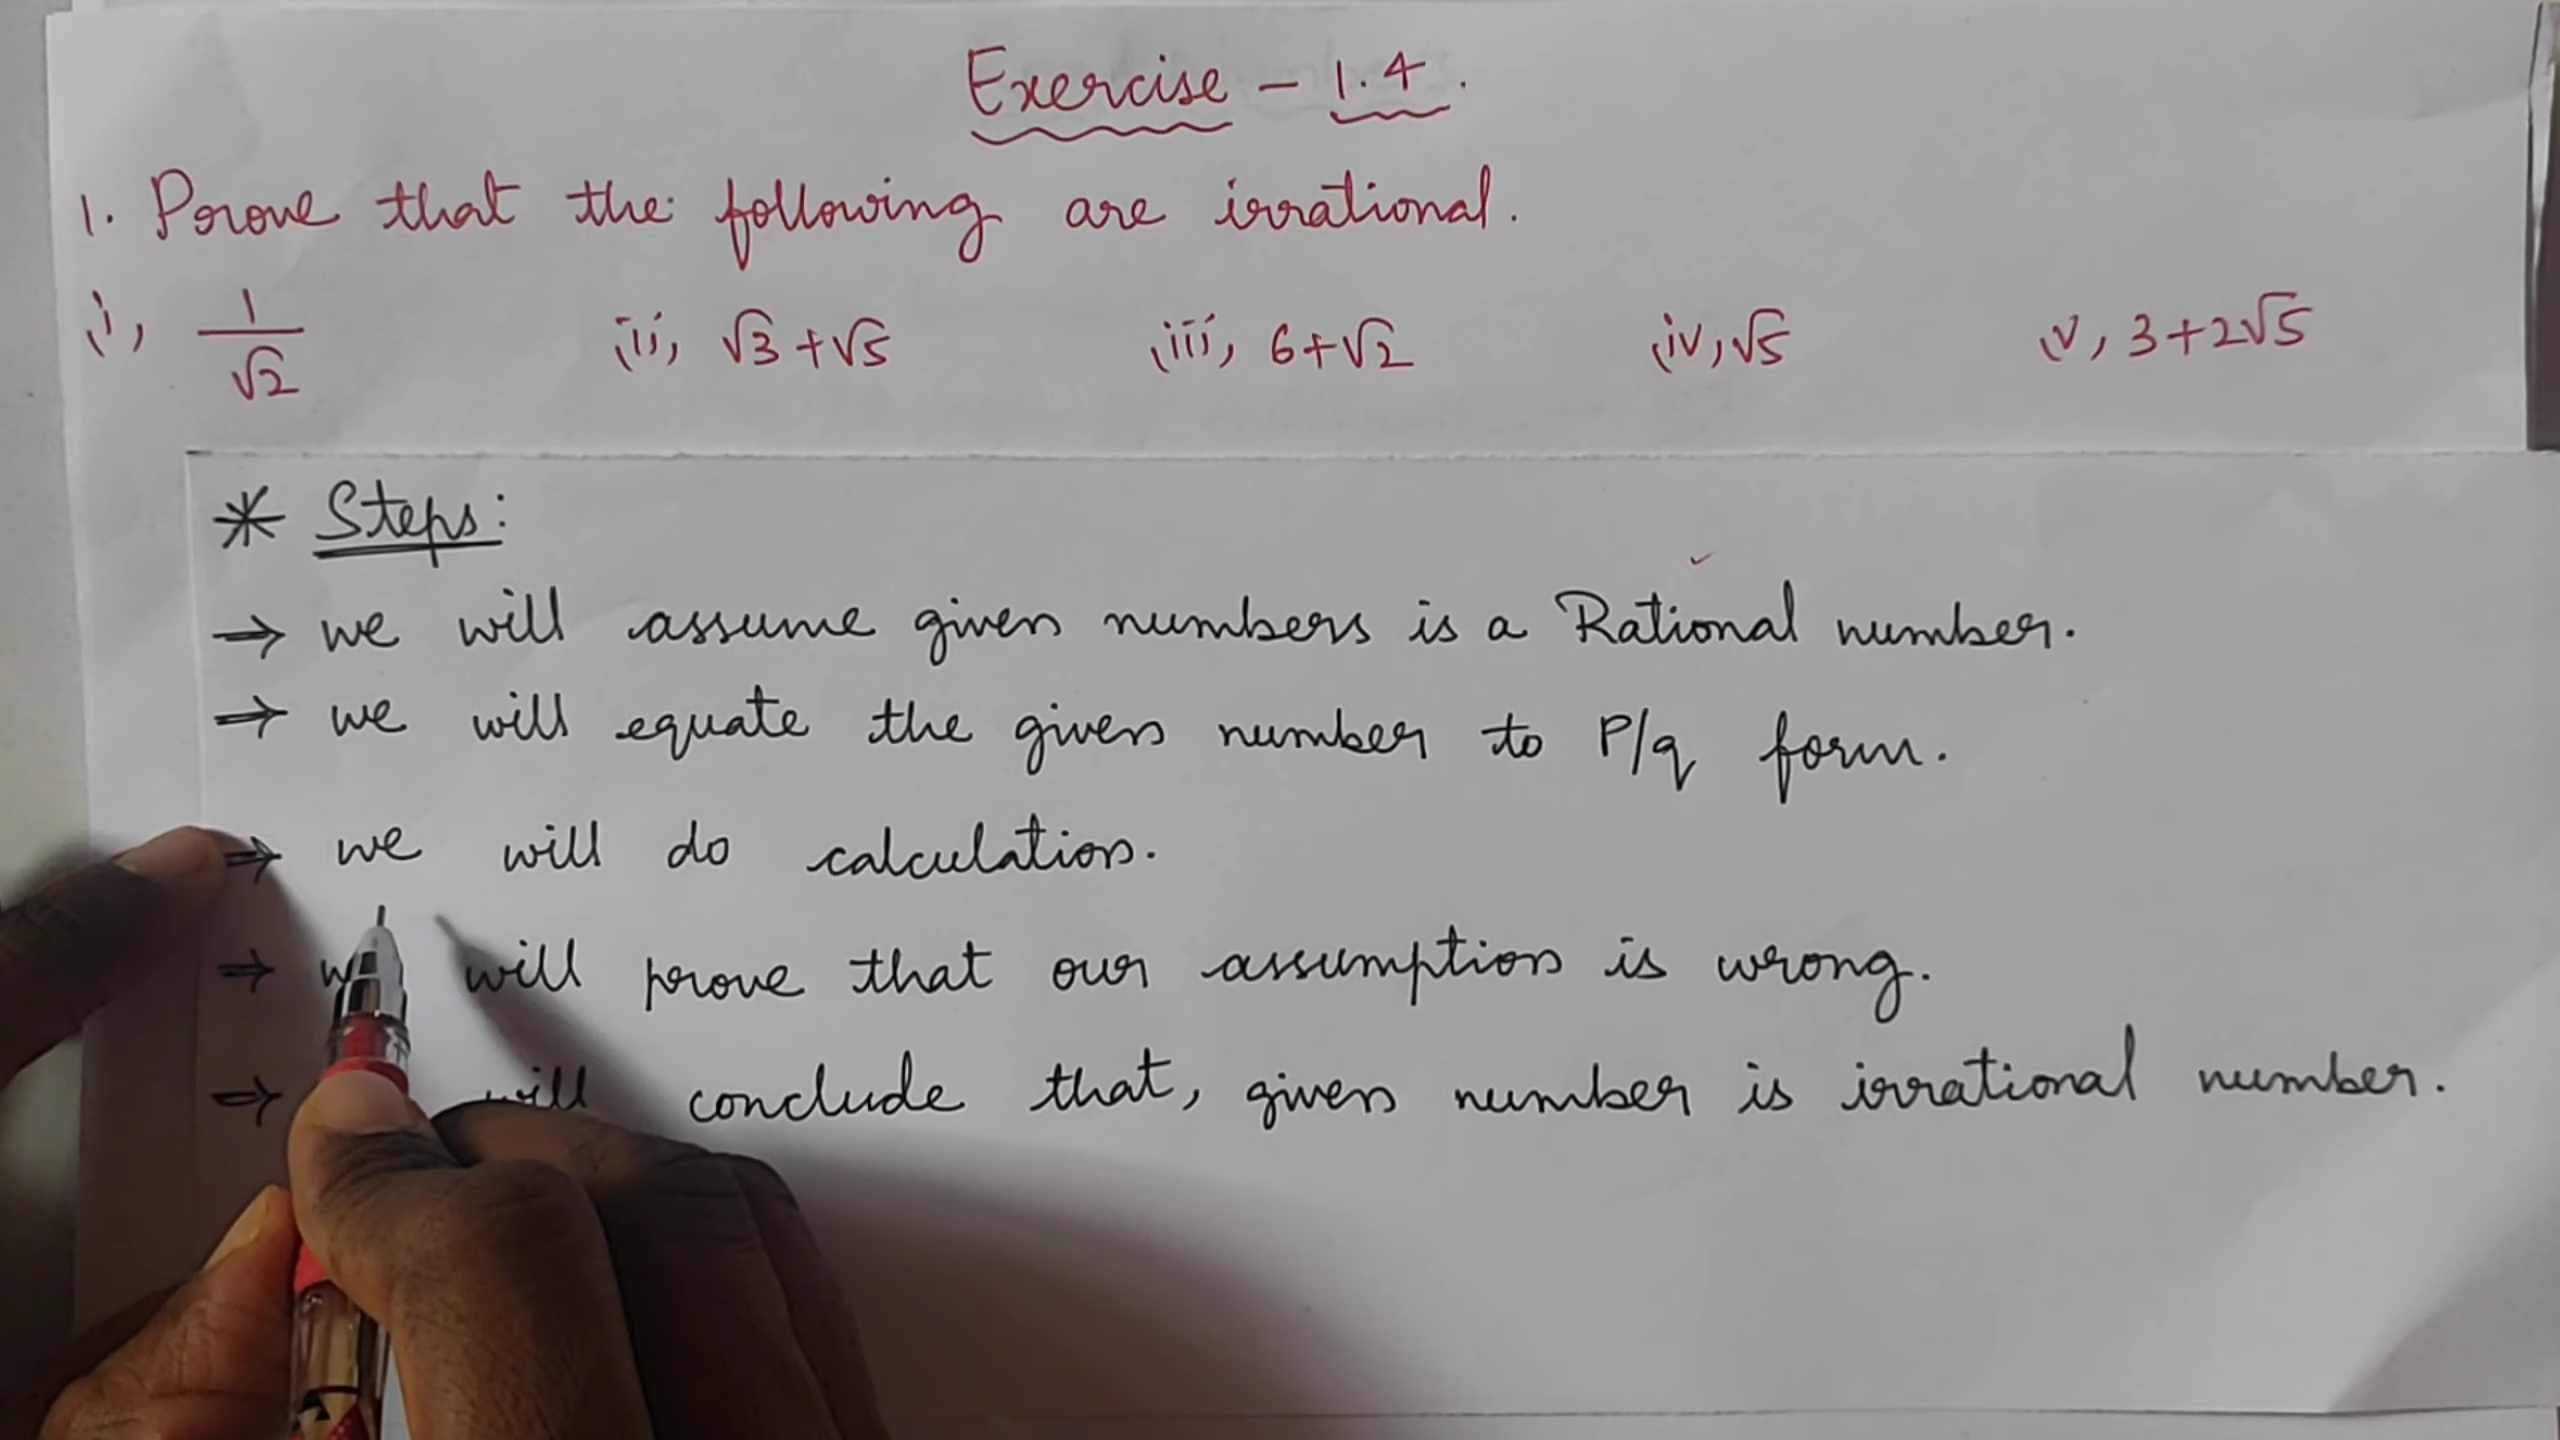 Exercise - 1.4.
1. Prove that the following are irrational.
(i, 1/√2 (ii, √3+√5 (iii, 6+√2 (iv, √5 (v, 3+2√5
* Steps:
→ we will assume given numbers is a Rational number.
→ we will equate the given number to P/q form.
→ we will do calculation.
→ will prove that our assumption is wrong.
→ will conclude that, given number is irrational number.